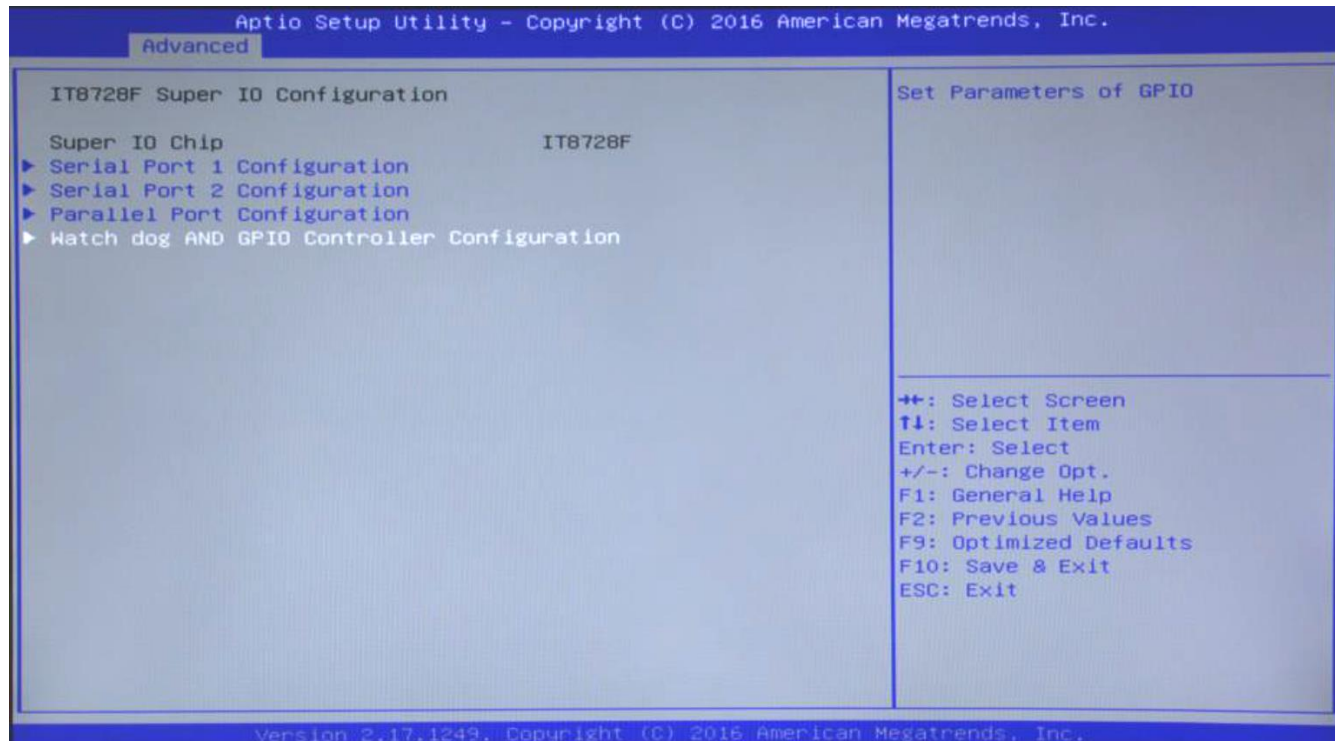 Aptio Setup Utility – Copyright (C) 2016 American Megatrends, Inc.
Advanced
IT8728F Super IO Configuration
Super IO Chip IT8728F
► Serial Port 1 Configuration
► Serial Port 2 Configuration
► Parallel Port Configuration
► Watch dog AND GPIO Controller Configuration
Set Parameters of GPIO
→←: Select Screen
↑↓: Select Item
Enter: Select
+/-: Change Opt.
F1: General Help
F2: Previous Values
F9: Optimized Defaults
F10: Save & Exit
ESC: Exit
Version 2.17.1249. Copyright (C) 2016 American Megatrends, Inc.